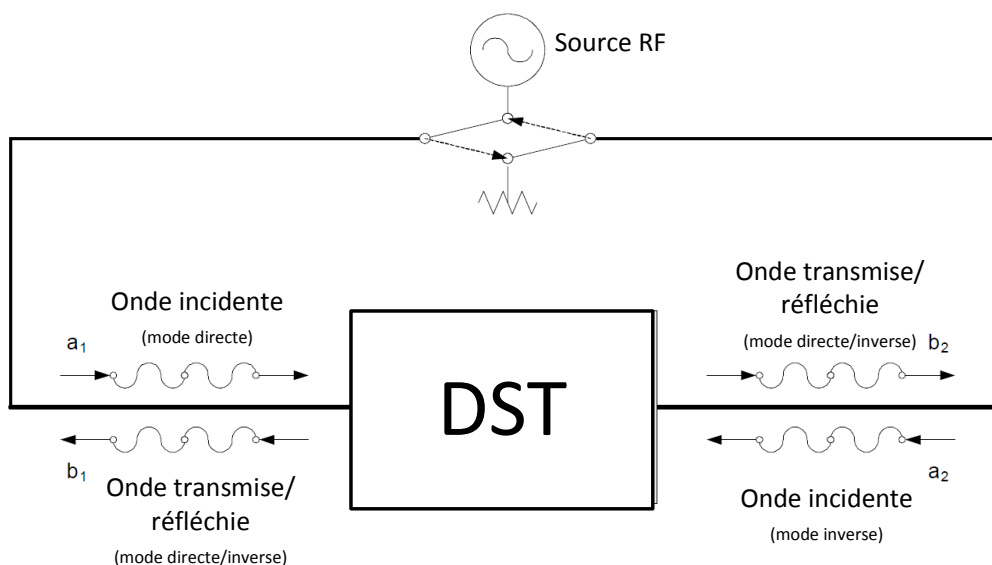 Source RF
Onde incidente
(mode directe)
a1
Onde transmise/
réfléchie
(mode directe/inverse)
b2
DST
b1
Onde transmise/
réfléchie
(mode directe/inverse)
a2
Onde incidente
(mode inverse)